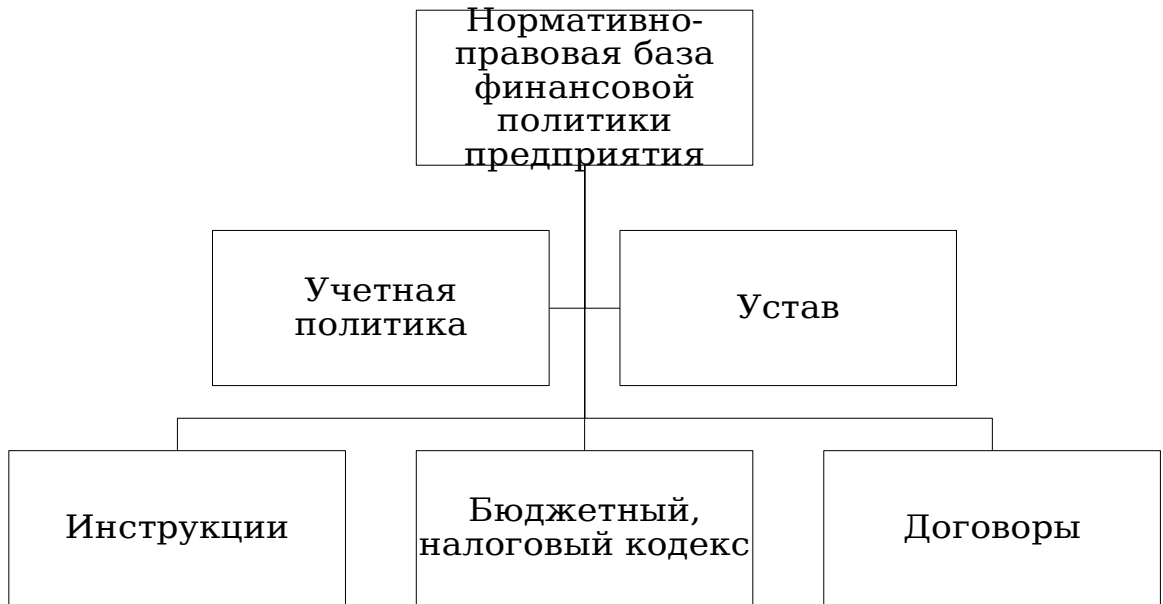 Нормативно-
правовая база
финансовой
политики
предприятия
Учетная
политика
Устав
Инструкции
Бюджетный,
налоговый кодекс
Договоры